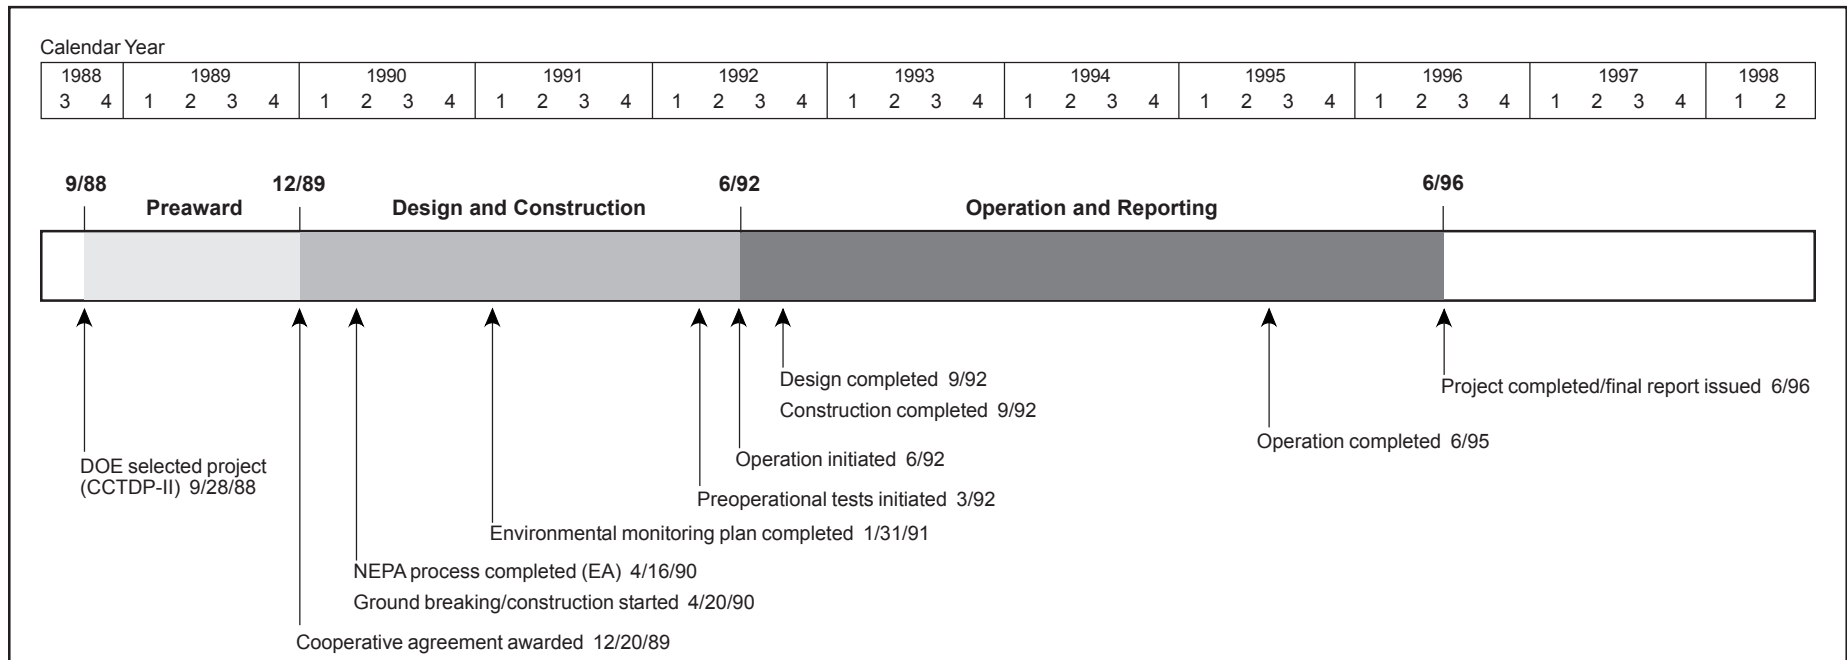 Calendar Year
1988 1989 1990 1991 1992 1993 1994 1995 1996 1997 1998
3 4 1 2 3 4 1 2 3 4 1 2 3 4 1 2 3 4 1 2 3 4 1 2 3 4 1 2 3 4 1 2 3 4 1 2 3 4 1 2
9/88 12/89 6/92 6/96
Preaward Design and Construction Operation and Reporting
Design completed 9/92
Project completed/final report issued 6/96
Construction completed 9/92
Operation completed 6/95
Operation initiated 6/92
DOE selected project
(CCTDP-II) 9/28/88
Preoperational tests initiated 3/92
Environmental monitoring plan completed 1/31/91
NEPA process completed (EA) 4/16/90
Ground breaking/construction started 4/20/90
Cooperative agreement awarded 12/20/89